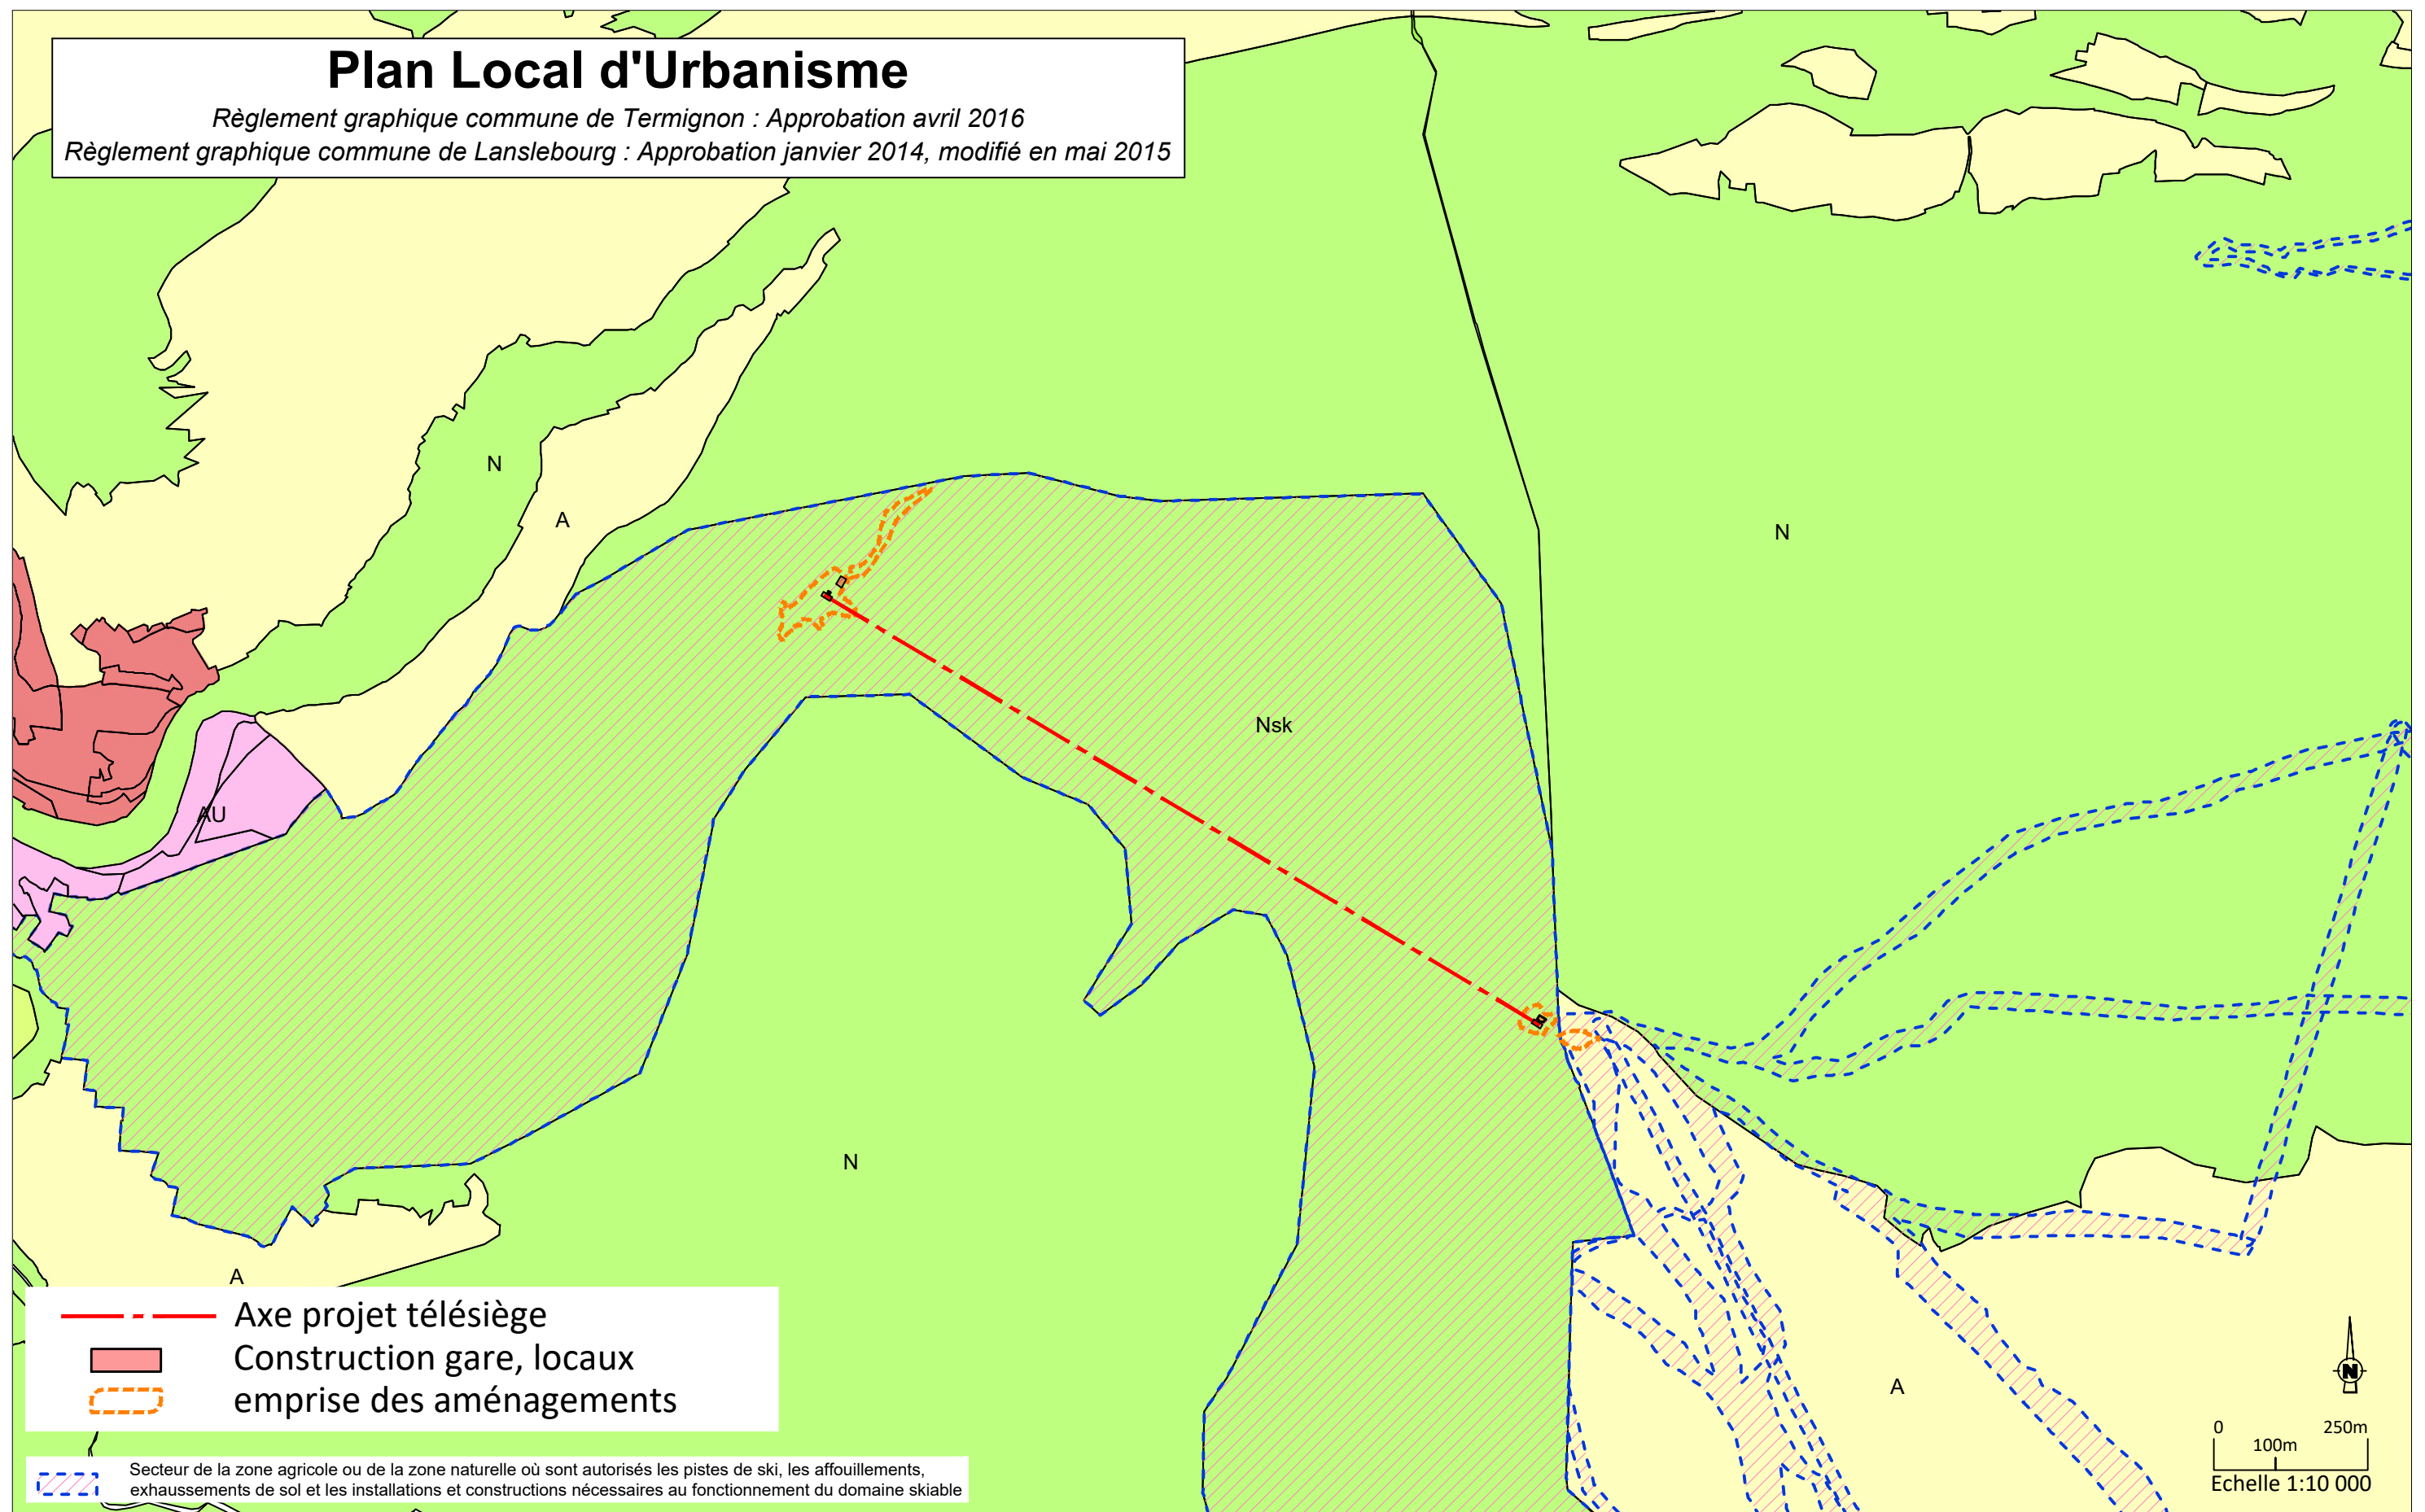 Plan Local d'Urbanisme
Règlement graphique commune de Termignon : Approbation avril 2016
Règlement graphique commune de Lanslebourg : Approbation janvier 2014, modifié en mai 2015
N
A
N
Nsk
AU
N
A
A
Axe projet télésiège
Construction gare, locaux
emprise des aménagements
Secteur de la zone agricole ou de la zone naturelle où sont autorisés les pistes de ski, les affouillements,
exhaussements de sol et les installations et constructions nécessaires au fonctionnement du domaine skiable
N
0 250m
100m
Echelle 1:10 000